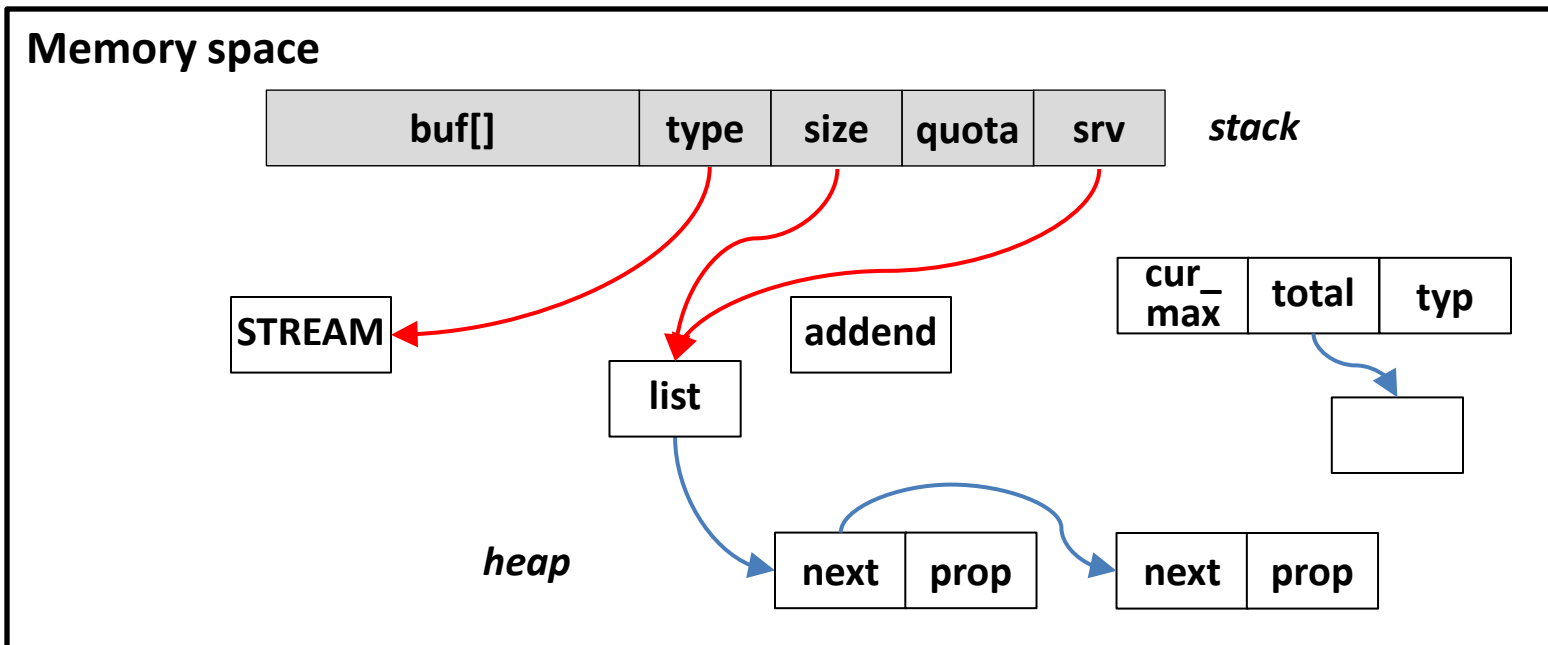 Memory space
buf[] type size quota srv stack
cur_
max total typ
STREAM addend
list
heap next prop next prop